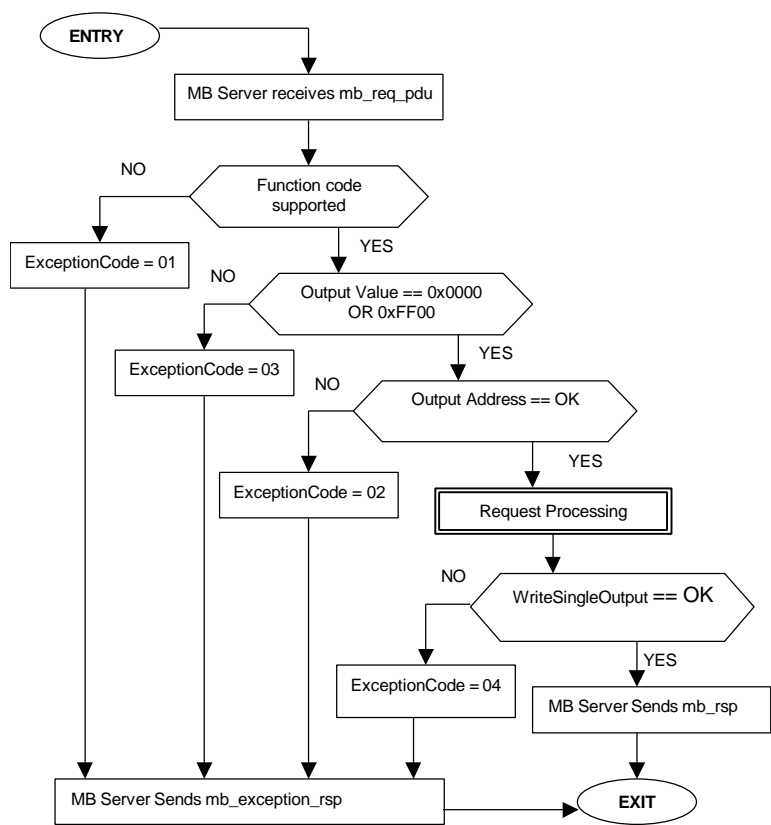 ENTRY
MB Server receives mb_req_pdu
NO
Function code
supported
YES
ExceptionCode = 01
NO
Output Value == 0x0000
OR 0xFF00
YES
ExceptionCode = 03
NO
Output Address == OK
YES
ExceptionCode = 02
Request Processing
NO
WriteSingleOutput == OK
YES
ExceptionCode = 04
MB Server Sends mb_rsp
MB Server Sends mb_exception_rsp
EXIT